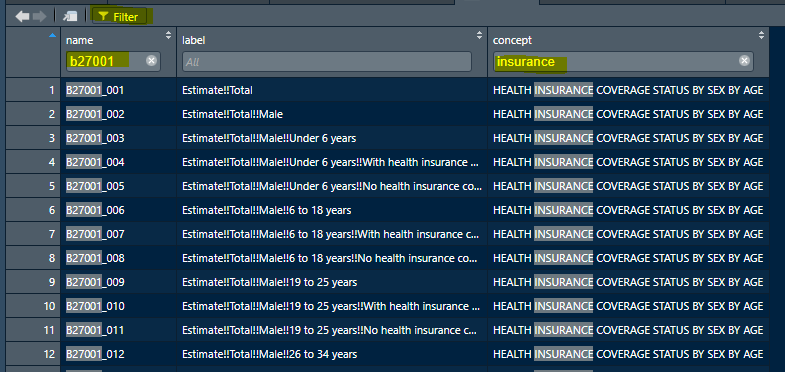 Filter
name label concept
b27001 All insurance
1 B27001_001 Estimate!!Total HEALTH INSURANCE COVERAGE STATUS BY SEX BY AGE
2 B27001_002 Estimate!!Total!!Male HEALTH INSURANCE COVERAGE STATUS BY SEX BY AGE
3 B27001_003 Estimate!!Total!!Male!!Under 6 years HEALTH INSURANCE COVERAGE STATUS BY SEX BY AGE
4 B27001_004 Estimate!!Total!!Male!!Under 6 years!!With health insurance ... HEALTH INSURANCE COVERAGE STATUS BY SEX BY AGE
5 B27001_005 Estimate!!Total!!Male!!Under 6 years!!No health insurance co... HEALTH INSURANCE COVERAGE STATUS BY SEX BY AGE
6 B27001_006 Estimate!!Total!!Male!!6 to 18 years HEALTH INSURANCE COVERAGE STATUS BY SEX BY AGE
7 B27001_007 Estimate!!Total!!Male!!6 to 18 years!!With health insurance c... HEALTH INSURANCE COVERAGE STATUS BY SEX BY AGE
8 B27001_008 Estimate!!Total!!Male!!6 to 18 years!!No health insurance co... HEALTH INSURANCE COVERAGE STATUS BY SEX BY AGE
9 B27001_009 Estimate!!Total!!Male!!19 to 25 years HEALTH INSURANCE COVERAGE STATUS BY SEX BY AGE
10 B27001_010 Estimate!!Total!!Male!!19 to 25 years!!With health insurance ... HEALTH INSURANCE COVERAGE STATUS BY SEX BY AGE
11 B27001_011 Estimate!!Total!!Male!!19 to 25 years!!No health insurance c... HEALTH INSURANCE COVERAGE STATUS BY SEX BY AGE
12 B27001_012 Estimate!!Total!!Male!!26 to 34 years HEALTH INSURANCE COVERAGE STATUS BY SEX BY AGE